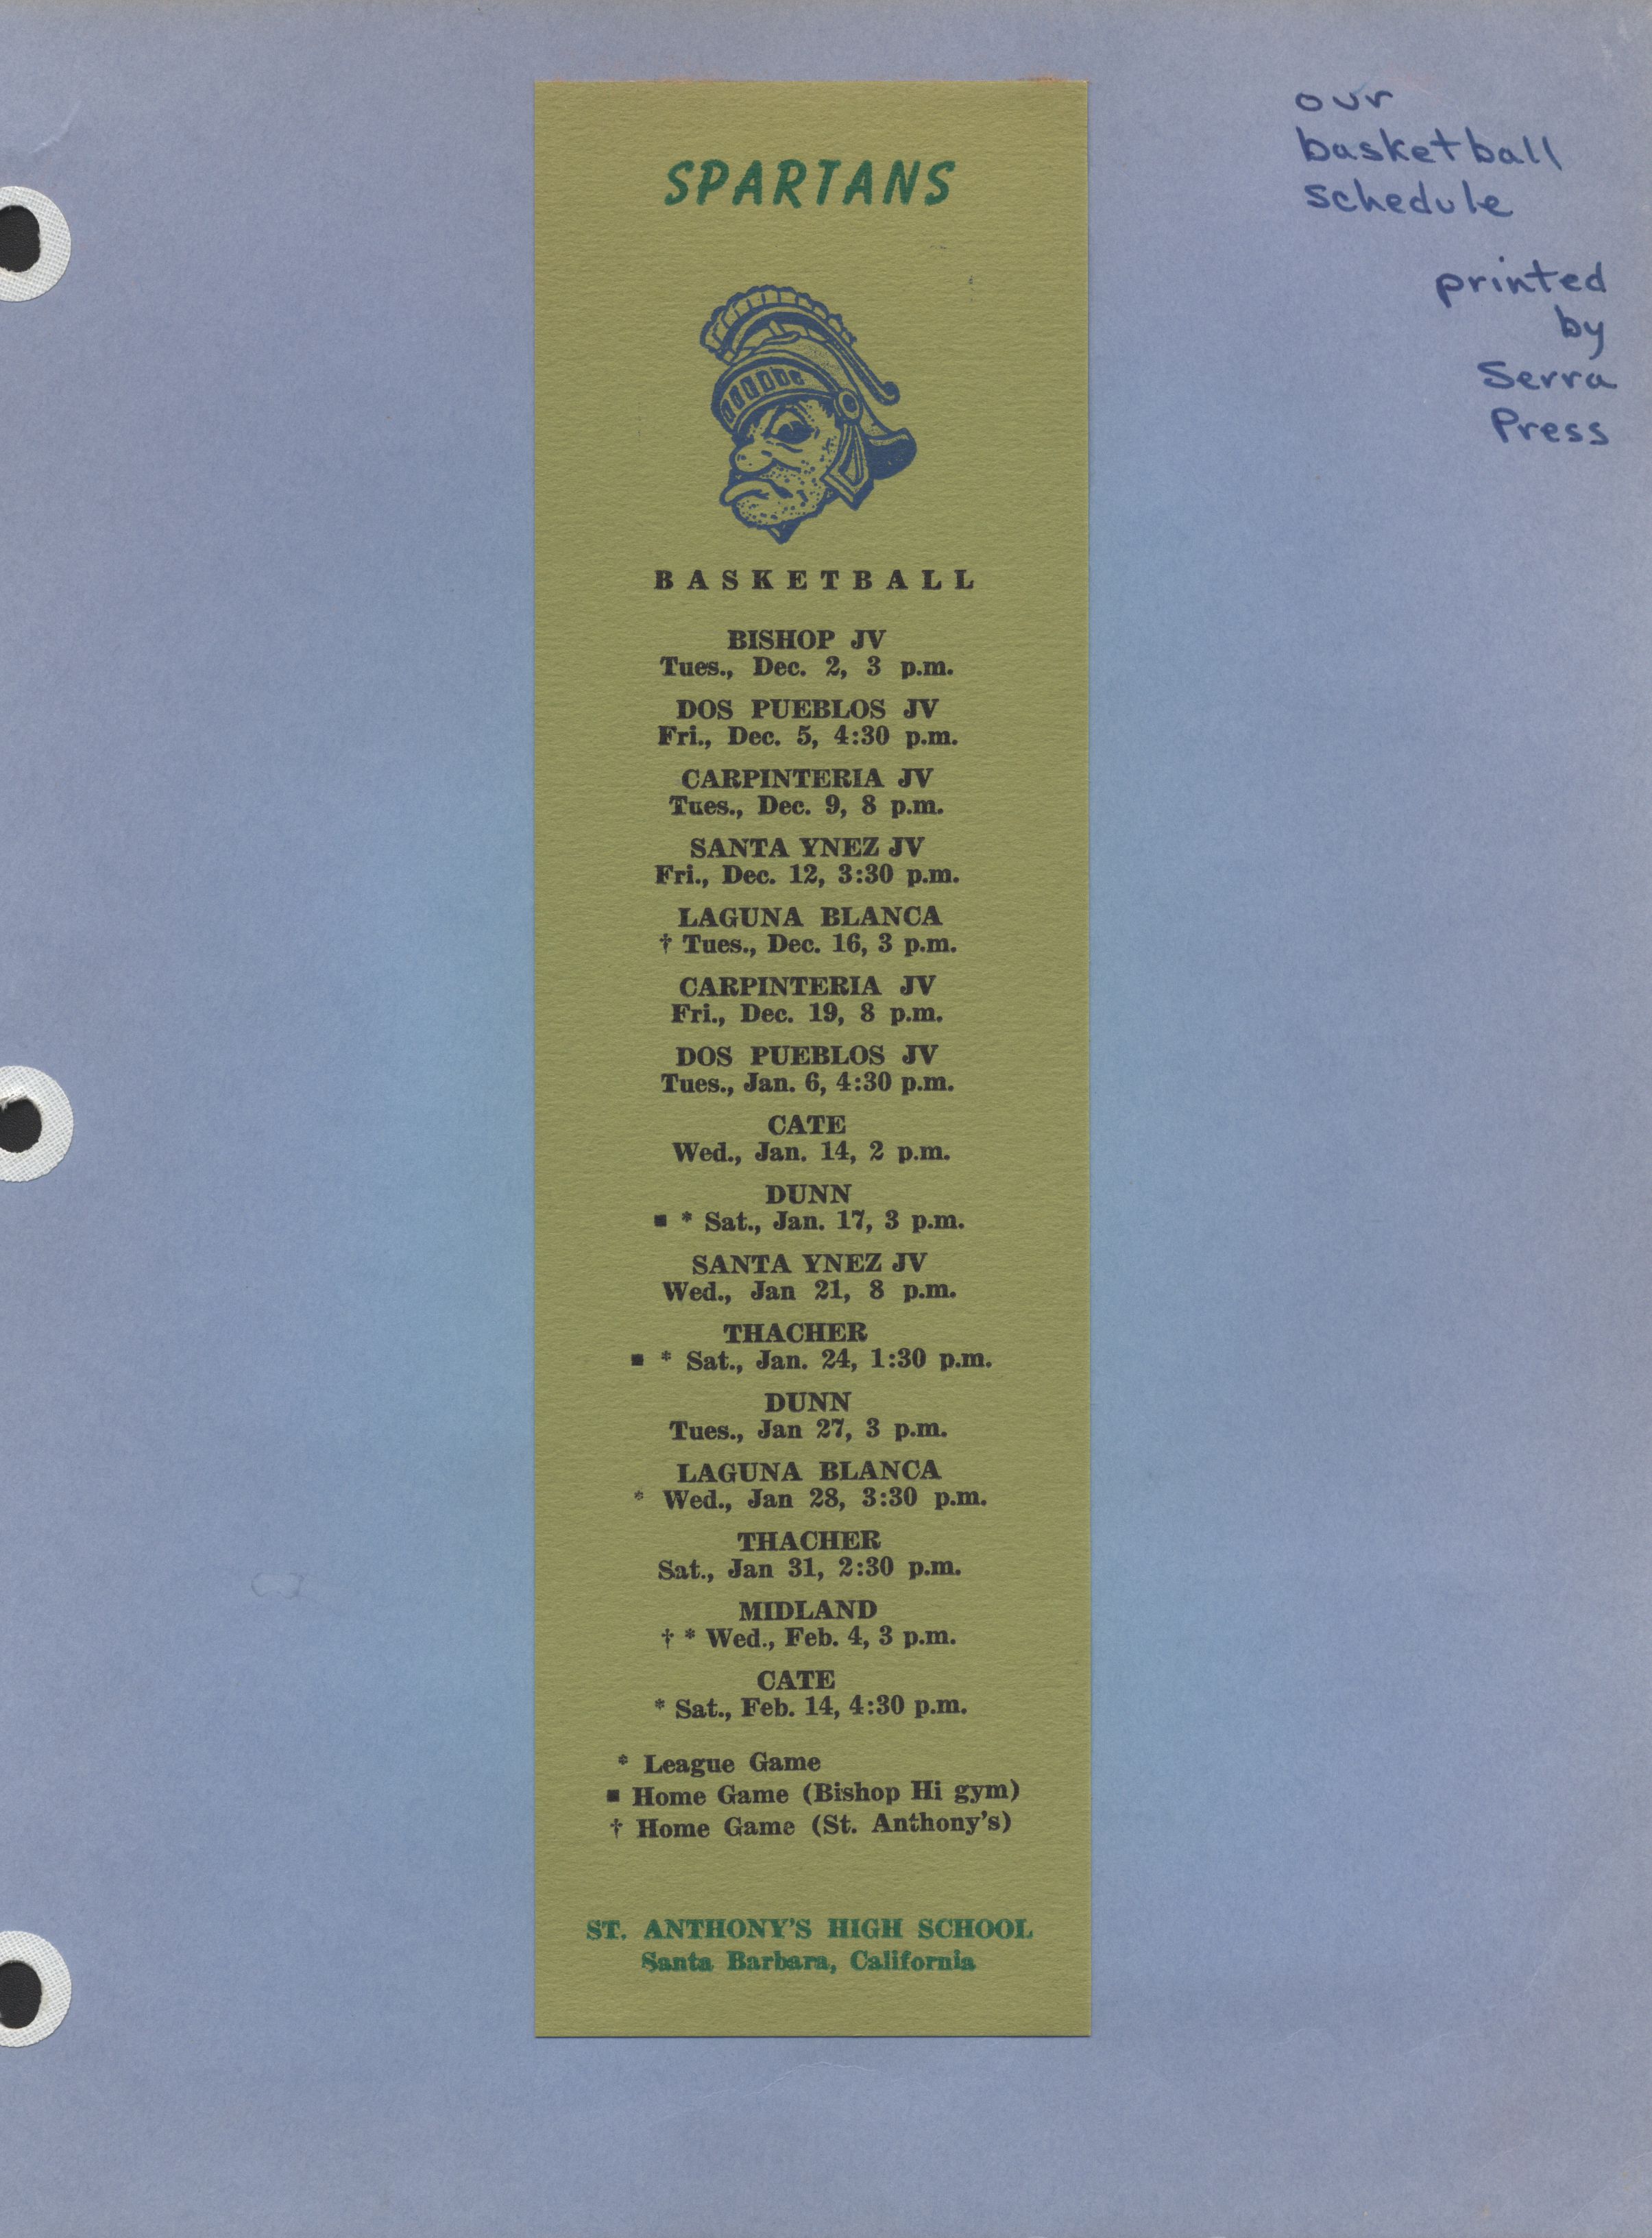 our
basketball
schedule
printed
by
Serra
Press
SPARTANS
BASKETBALL
BISHOP JV
Tues., Dec. 2, 3 p.m.
DOS PUEBLOS JV
Fri., Dec. 5, 4:30 p.m.
CARPINTERIA JV
Tues., Dec. 9, 8 p.m.
SANTA YNEZ JV
Fri., Dec. 12, 3:30 p.m.
LAGUNA BLANCA
† Tues., Dec. 16, 3 p.m.
CARPINTERIA JV
Fri., Dec. 19, 8 p.m.
DOS PUEBLOS JV
Tues., Jan. 6, 4:30 p.m.
CATE
Wed., Jan. 14, 2 p.m.
DUNN
■ * Sat., Jan. 17, 3 p.m.
SANTA YNEZ JV
Wed., Jan 21, 8 p.m.
THACHER
■ * Sat., Jan. 24, 1:30 p.m.
DUNN
Tues., Jan 27, 3 p.m.
LAGUNA BLANCA
* Wed., Jan 28, 3:30 p.m.
THACHER
Sat., Jan 31, 2:30 p.m.
MIDLAND
† * Wed., Feb. 4, 3 p.m.
CATE
* Sat., Feb. 14, 4:30 p.m.
* League Game
■ Home Game (Bishop Hi gym)
† Home Game (St. Anthony's)
ST. ANTHONY'S HIGH SCHOOL
Santa Barbara, California